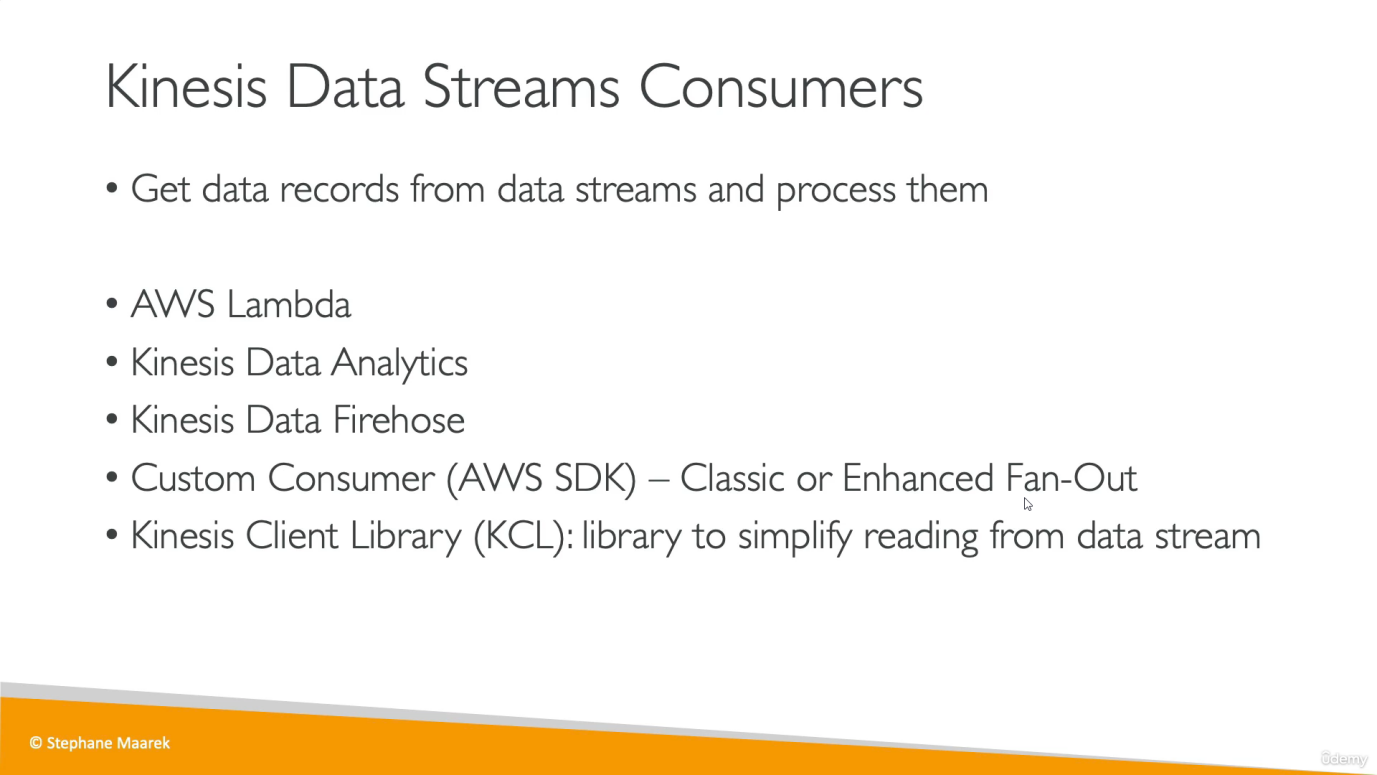 Kinesis Data Streams Consumers
• Get data records from data streams and process them
• AWS Lambda
• Kinesis Data Analytics
• Kinesis Data Firehose
• Custom Consumer (AWS SDK) – Classic or Enhanced Fan-Out
• Kinesis Client Library (KCL): library to simplify reading from data stream
© Stephane Maarek
ûdemy